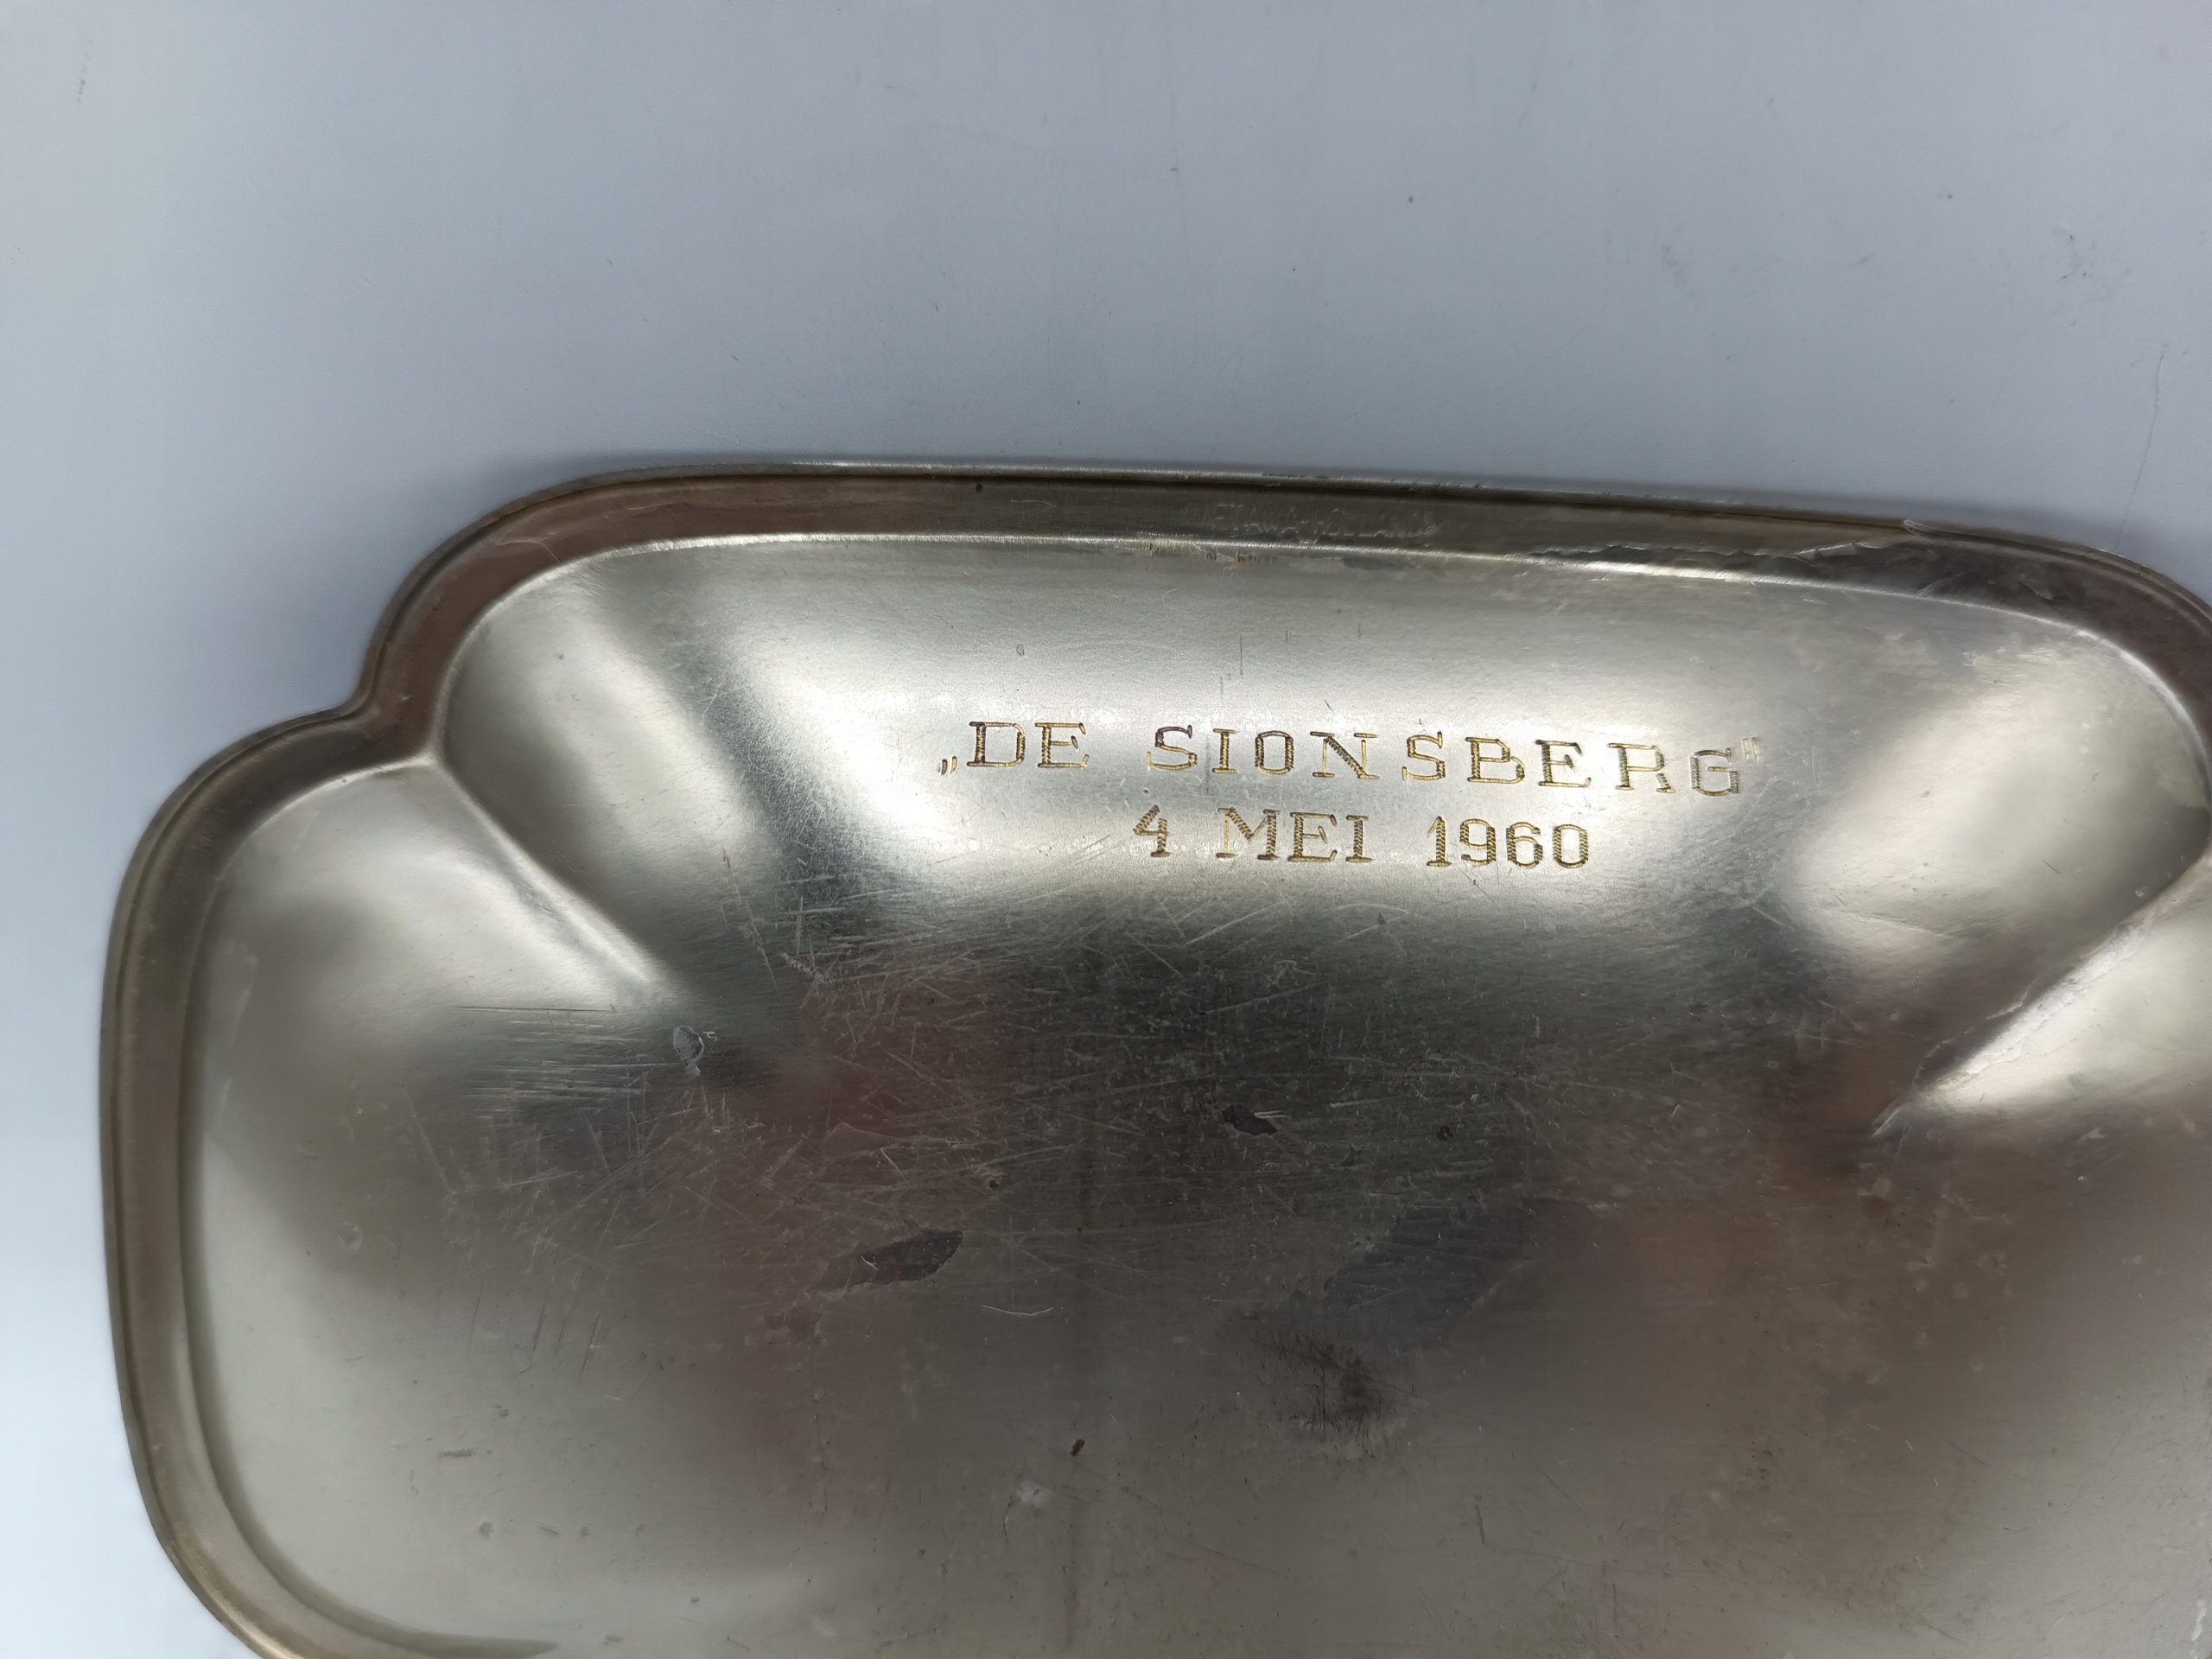 „DE SIONSBERG"
4 MEI 1960